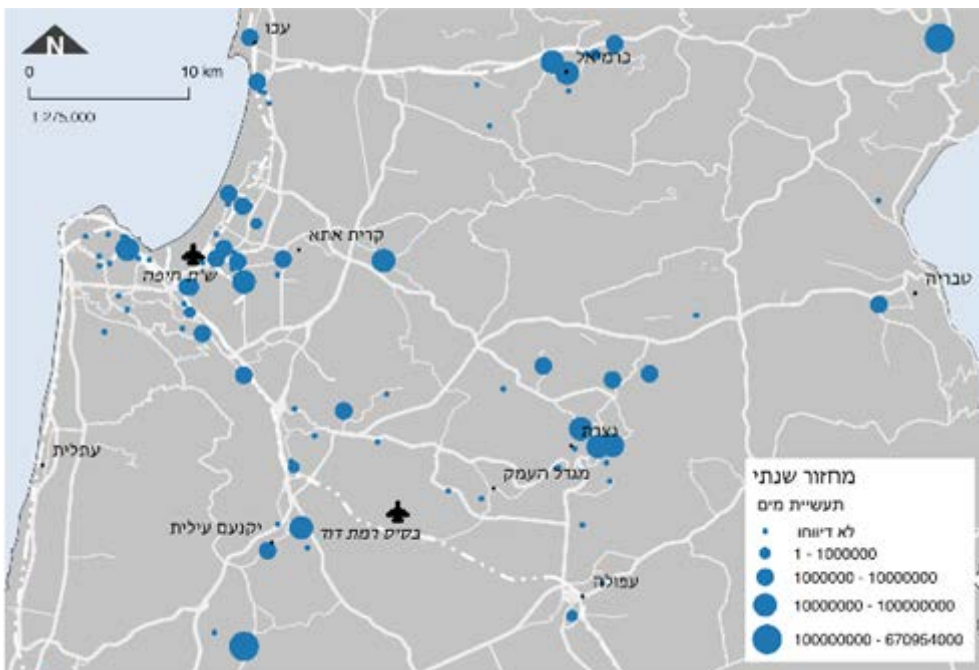 N
0 10 km
1:275,000
עכו
כרמיאל
קרית אתא
ש"ת חיפה
טבריה
נצרת
מגדל העמק
עתלית
יקנעם עילית
בסיס רמת דוד
עפולה
מחזור שנתי
תעשיית מים
לא דיווחו
1 - 1000000
1000000 - 10000000
10000000 - 100000000
100000000 - 670954000